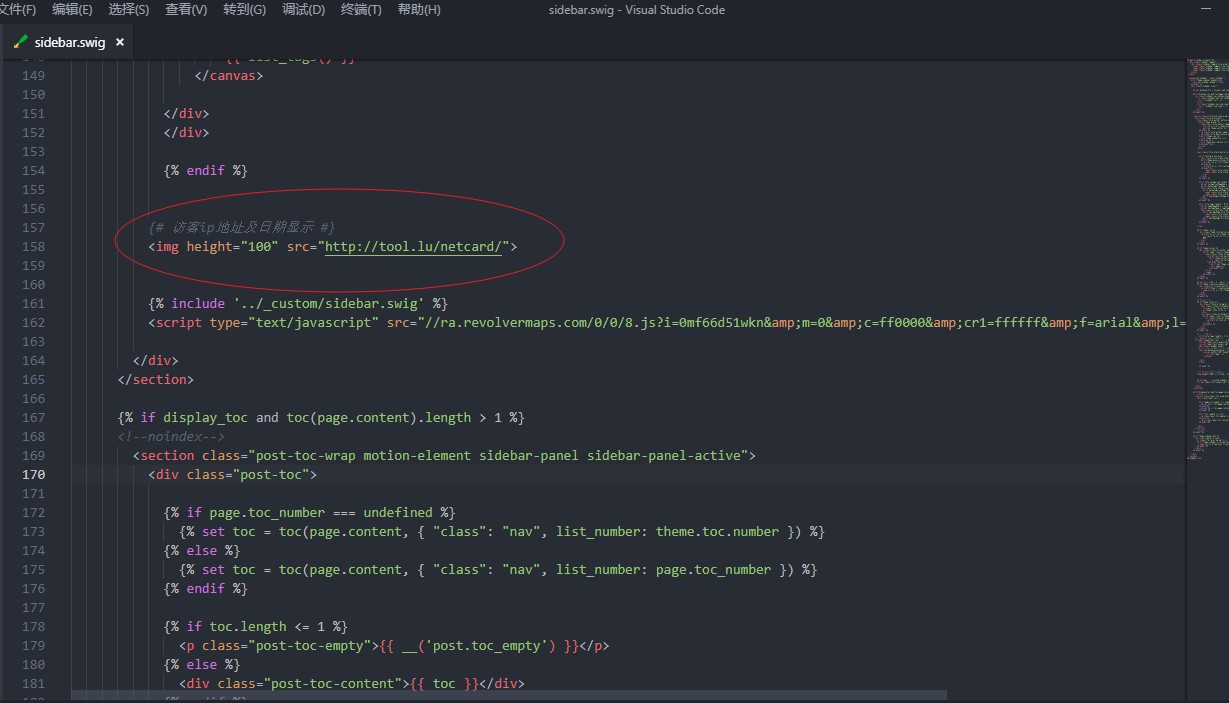 文件(F) 编辑(E) 选择(S) 查看(V) 转到(G) 调试(D) 终端(T) 帮助(H) sidebar.swig - Visual Studio Code
sidebar.swig ×
148 {{ list_tags() }}
149 </canvas>
150
151 </div>
152 </div>
153
154 {% endif %}
155
156
157 {# 访客ip地址及日期显示 #}
158 <img height="100" src="http://tool.lu/netcard/">
159
160
161 {% include '../_custom/sidebar.swig' %}
162 <script type="text/javascript" src="//ra.revolvermaps.com/0/0/8.js?i=0mf66d51wkn&amp;m=0&amp;c=ff0000&amp;cr1=ffffff&amp;f=arial&amp;l=
163
164 </div>
165 </section>
166
167 {% if display_toc and toc(page.content).length > 1 %}
168 <!--noindex-->
169 <section class="post-toc-wrap motion-element sidebar-panel sidebar-panel-active">
170 <div class="post-toc">
171
172 {% if page.toc_number === undefined %}
173 {% set toc = toc(page.content, { "class": "nav", list_number: theme.toc.number }) %}
174 {% else %}
175 {% set toc = toc(page.content, { "class": "nav", list_number: page.toc_number }) %}
176 {% endif %}
177
178 {% if toc.length <= 1 %}
179 <p class="post-toc-empty">{{ __('post.toc_empty') }}</p>
180 {% else %}
181 <div class="post-toc-content">{{ toc }}</div>
182 {% endif %}